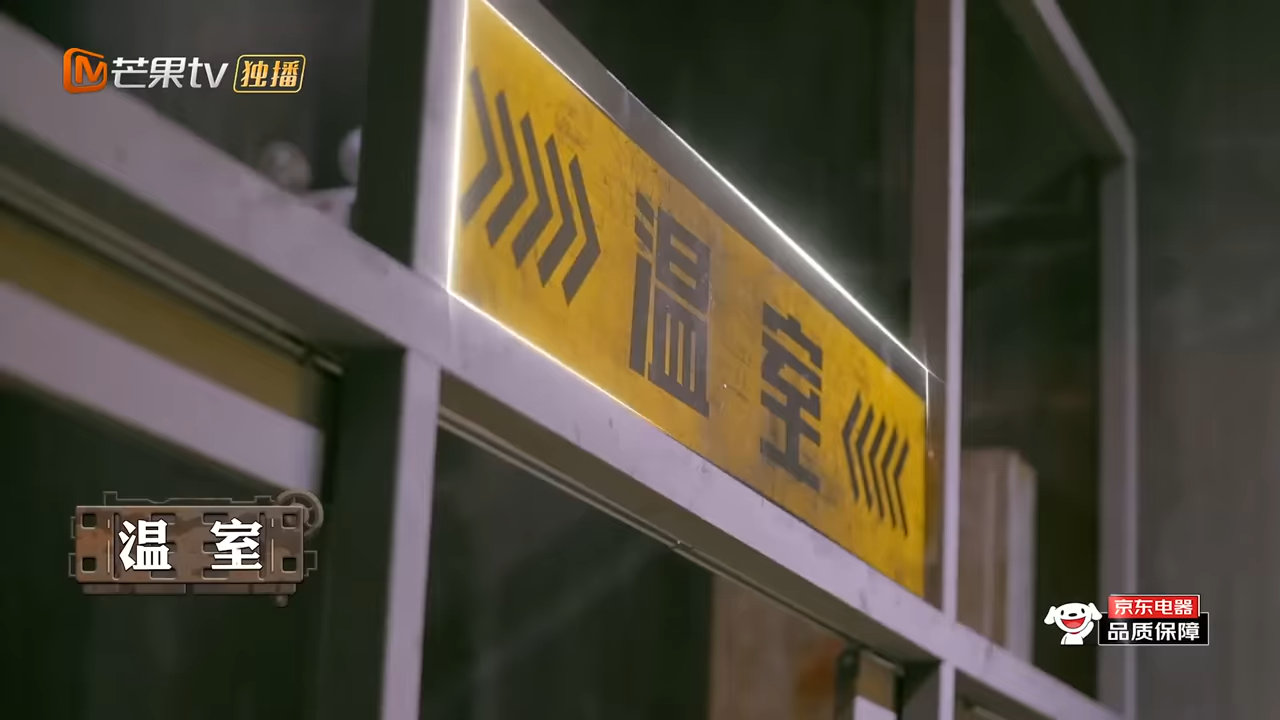 芒果tv 独播
温室
温室
京东电器
品质保障